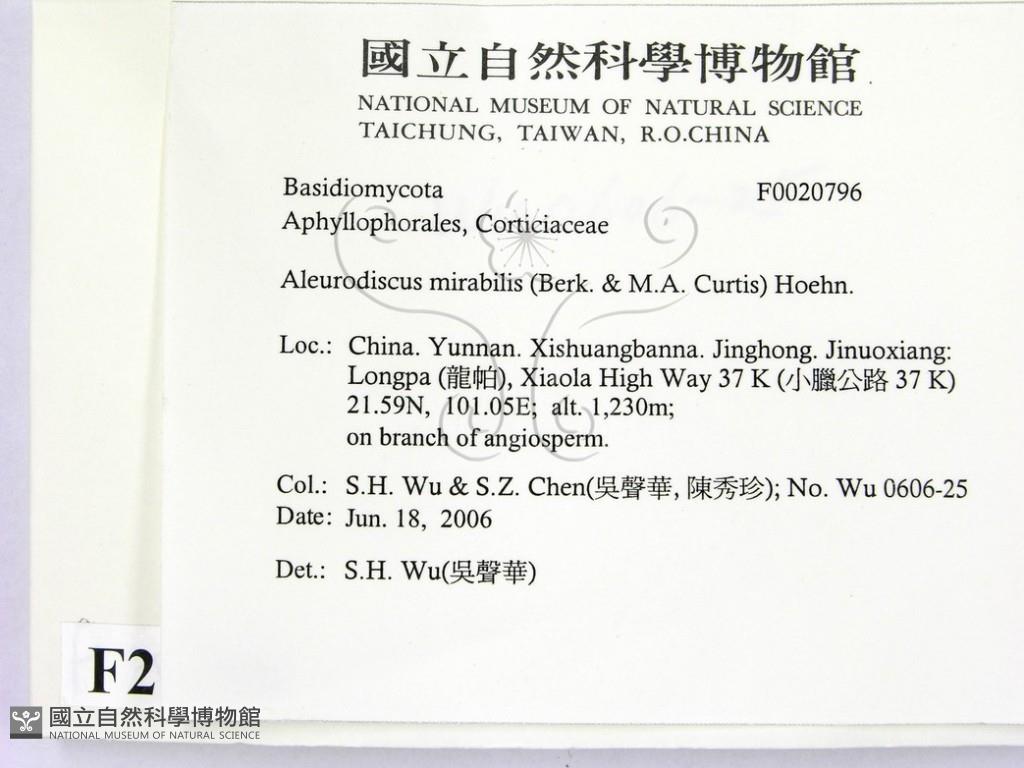 國立自然科學博物館
NATIONAL MUSEUM OF NATURAL SCIENCE
TAICHUNG, TAIWAN, R.O.CHINA
Basidiomycota F0020796
Aphyllophorales, Corticiaceae
Aleurodiscus mirabilis (Berk. & M.A. Curtis) Hoehn.
Loc.: China. Yunnan. Xishuangbanna. Jinghong. Jinuoxiang:
Longpa (龍帕), Xiaola High Way 37 K (小臘公路 37 K)
21.59N, 101.05E; alt. 1,230m;
on branch of angiosperm.
Col.: S.H. Wu & S.Z. Chen(吳聲華, 陳秀珍); No. Wu 0606-25
Date: Jun. 18, 2006
Det.: S.H. Wu(吳聲華)
F2
國立自然科學博物館
NATIONAL MUSEUM OF NATURAL SCIENCE